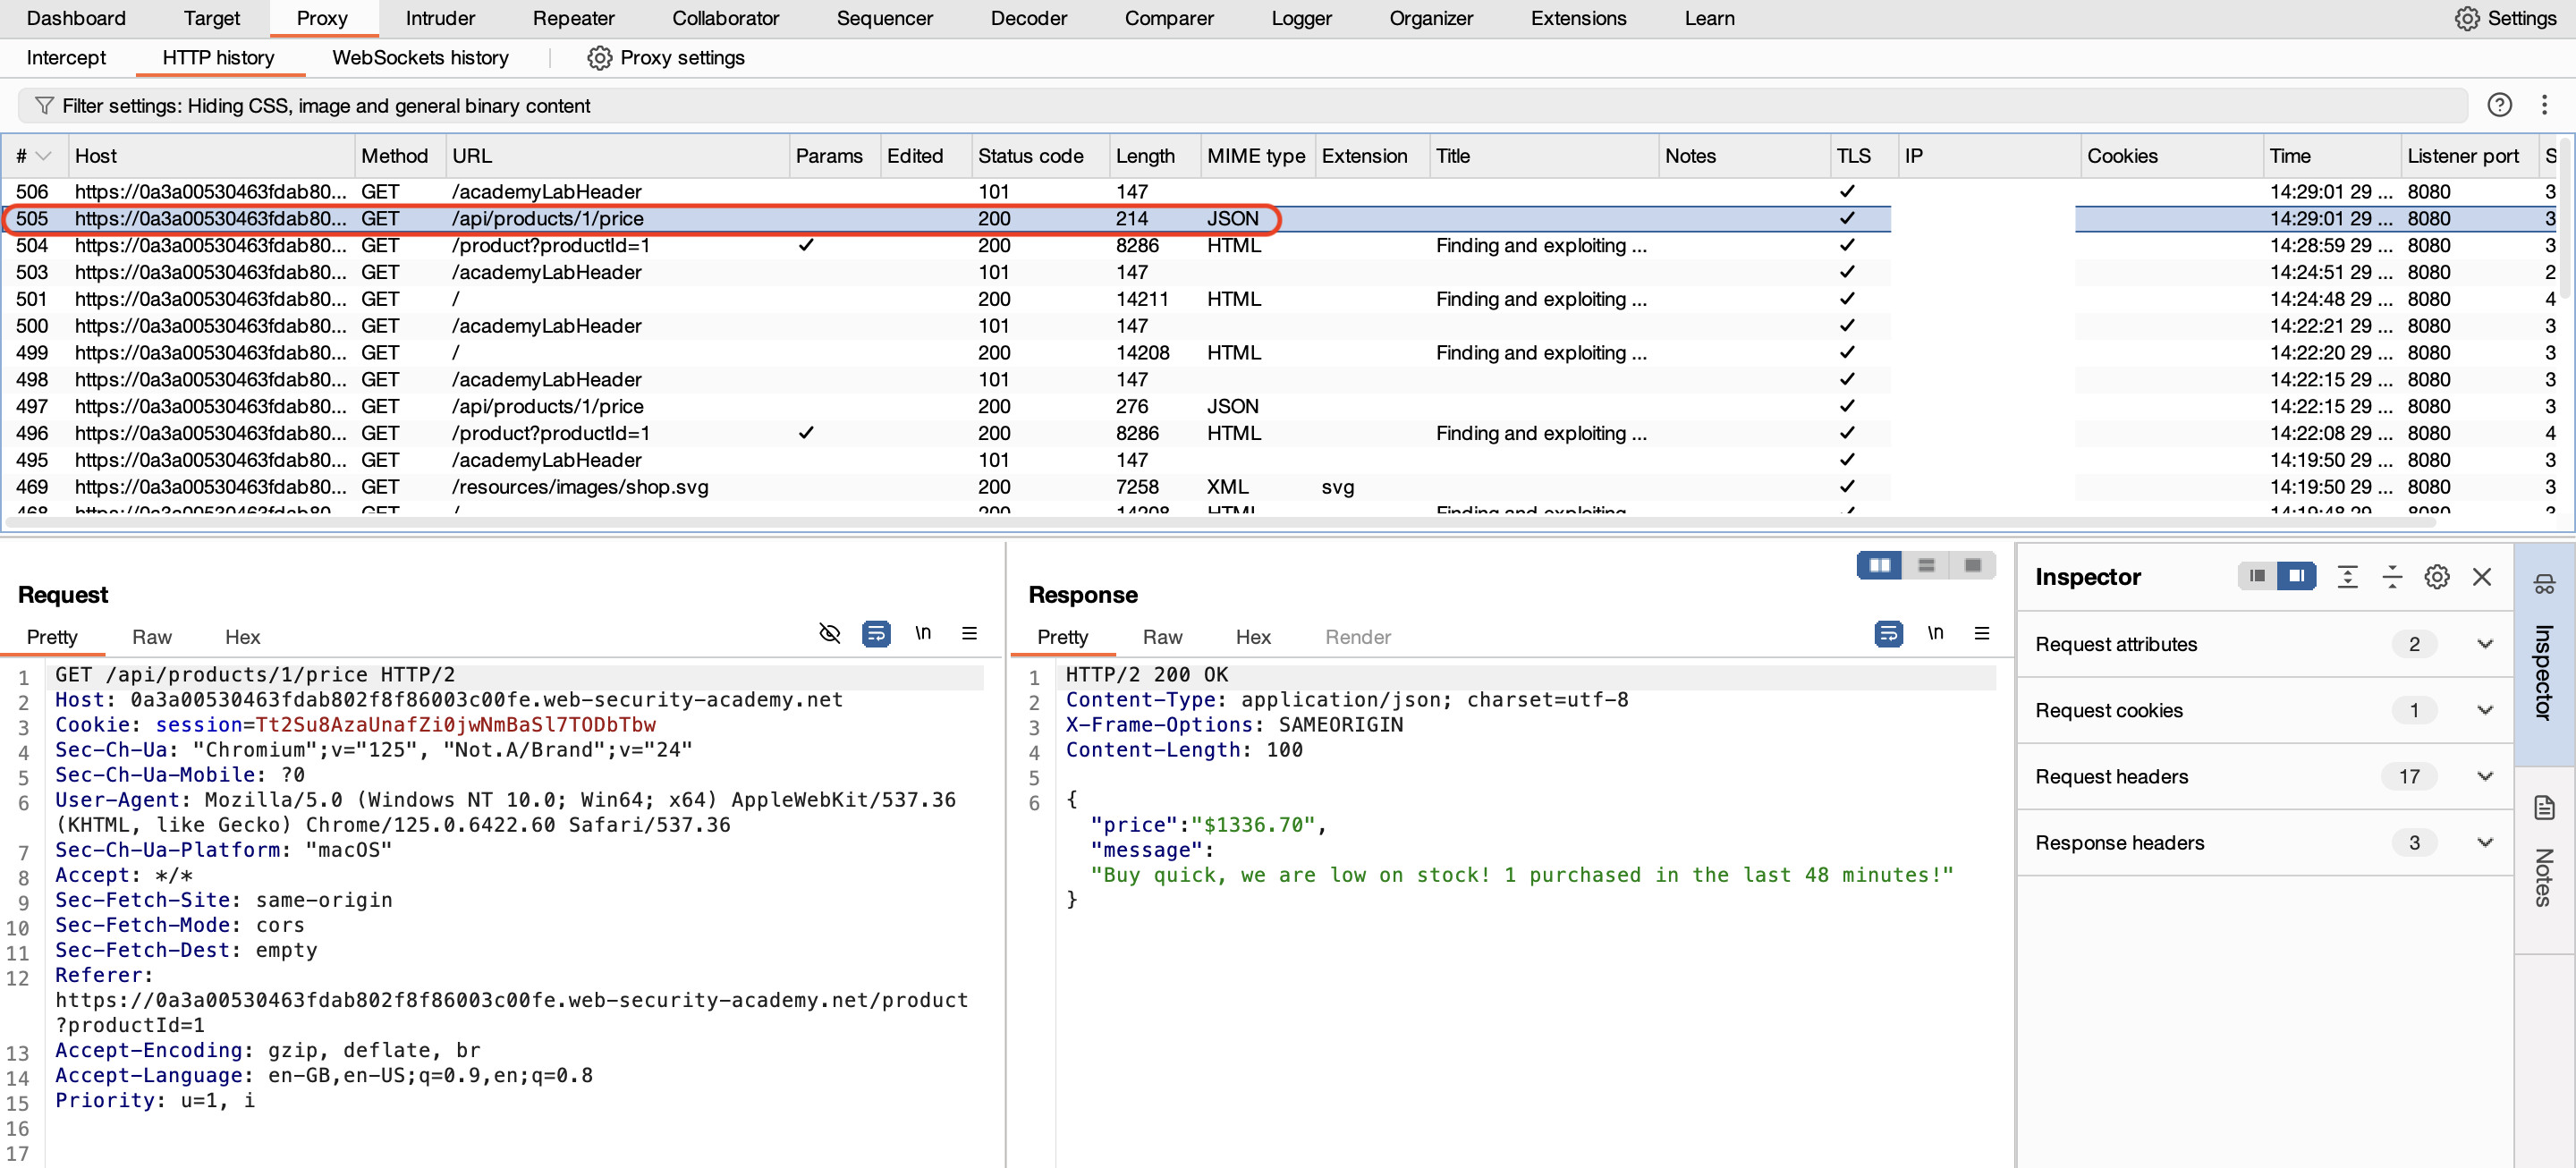 Dashboard Target Proxy Intruder Repeater Collaborator Sequencer Decoder Comparer Logger Organizer Extensions Learn Settings
Intercept HTTP history WebSockets history Proxy settings
Filter settings: Hiding CSS, image and general binary content
# Host Method URL Params Edited Status code Length MIME type Extension Title Notes TLS IP Cookies Time Listener port S
506 https://0a3a00530463fdab80... GET /academyLabHeader 101 147 ✓ 14:29:01 29 ... 8080 3
505 https://0a3a00530463fdab80... GET /api/products/1/price 200 214 JSON ✓ 14:29:01 29 ... 8080 3
504 https://0a3a00530463fdab80... GET /product?productId=1 ✓ 200 8286 HTML Finding and exploiting ... ✓ 14:28:59 29 ... 8080 3
503 https://0a3a00530463fdab80... GET /academyLabHeader 101 147 ✓ 14:24:51 29 ... 8080 2
501 https://0a3a00530463fdab80... GET / 200 14211 HTML Finding and exploiting ... ✓ 14:24:48 29 ... 8080 4
500 https://0a3a00530463fdab80... GET /academyLabHeader 101 147 ✓ 14:22:21 29 ... 8080 3
499 https://0a3a00530463fdab80... GET / 200 14208 HTML Finding and exploiting ... ✓ 14:22:20 29 ... 8080 3
498 https://0a3a00530463fdab80... GET /academyLabHeader 101 147 ✓ 14:22:15 29 ... 8080 3
497 https://0a3a00530463fdab80... GET /api/products/1/price 200 276 JSON ✓ 14:22:15 29 ... 8080 3
496 https://0a3a00530463fdab80... GET /product?productId=1 ✓ 200 8286 HTML Finding and exploiting ... ✓ 14:22:08 29 ... 8080 4
495 https://0a3a00530463fdab80... GET /academyLabHeader 101 147 ✓ 14:19:50 29 ... 8080 3
469 https://0a3a00530463fdab80... GET /resources/images/shop.svg 200 7258 XML svg ✓ 14:19:50 29 ... 8080 3
468 https://0a3a00530463fdab80... GET / 200 14208 HTML Finding and exploiting ✓ 14:19:48 29 8080
Request
Pretty Raw Hex \n
1 GET /api/products/1/price HTTP/2
2 Host: 0a3a00530463fdab802f8f86003c00fe.web-security-academy.net
3 Cookie: session=Tt2Su8AzaUnafZi0jwNmBaSl7TODbTbw
4 Sec-Ch-Ua: "Chromium";v="125", "Not.A/Brand";v="24"
5 Sec-Ch-Ua-Mobile: ?0
6 User-Agent: Mozilla/5.0 (Windows NT 10.0; Win64; x64) AppleWebKit/537.36
(KHTML, like Gecko) Chrome/125.0.6422.60 Safari/537.36
7 Sec-Ch-Ua-Platform: "macOS"
8 Accept: */*
9 Sec-Fetch-Site: same-origin
10 Sec-Fetch-Mode: cors
11 Sec-Fetch-Dest: empty
12 Referer:
https://0a3a00530463fdab802f8f86003c00fe.web-security-academy.net/product
?productId=1
13 Accept-Encoding: gzip, deflate, br
14 Accept-Language: en-GB,en-US;q=0.9,en;q=0.8
15 Priority: u=1, i
16
17
Response
Pretty Raw Hex Render \n
1 HTTP/2 200 OK
2 Content-Type: application/json; charset=utf-8
3 X-Frame-Options: SAMEORIGIN
4 Content-Length: 100
5
6 {
"price":"$1336.70",
"message":
"Buy quick, we are low on stock! 1 purchased in the last 48 minutes!"
}
Inspector
Request attributes 2
Request cookies 1
Request headers 17
Response headers 3
Inspector
Notes